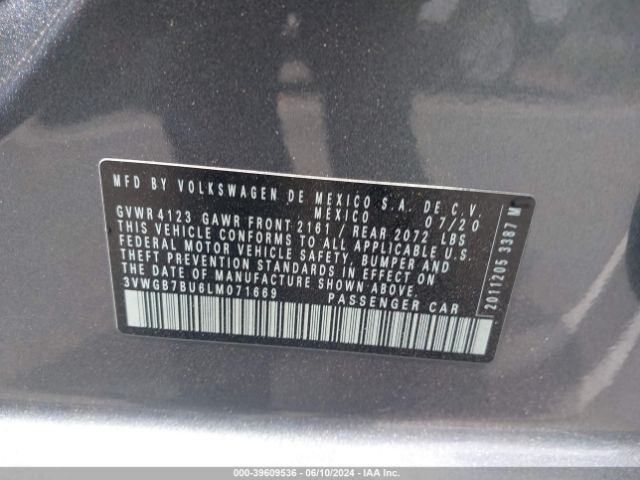 MFD BY VOLKSWAGEN DE MEXICO S.A. DE C.V.
MEXICO 07/20
GVWR 4123 GAWR FRONT 2161 / REAR 2072 LBS
THIS VEHICLE CONFORMS TO ALL APPLICABLE U.S.
FEDERAL MOTOR VEHICLE SAFETY, BUMPER AND
THEFT PREVENTION STANDARDS IN EFFECT ON
THE DATE OF MANUFACTURE SHOWN ABOVE.
3VWGB7BU6LM071669 PASSENGER CAR
2011205 3387 M
000-39609536 - 06/10/2024 - IAAI.COM